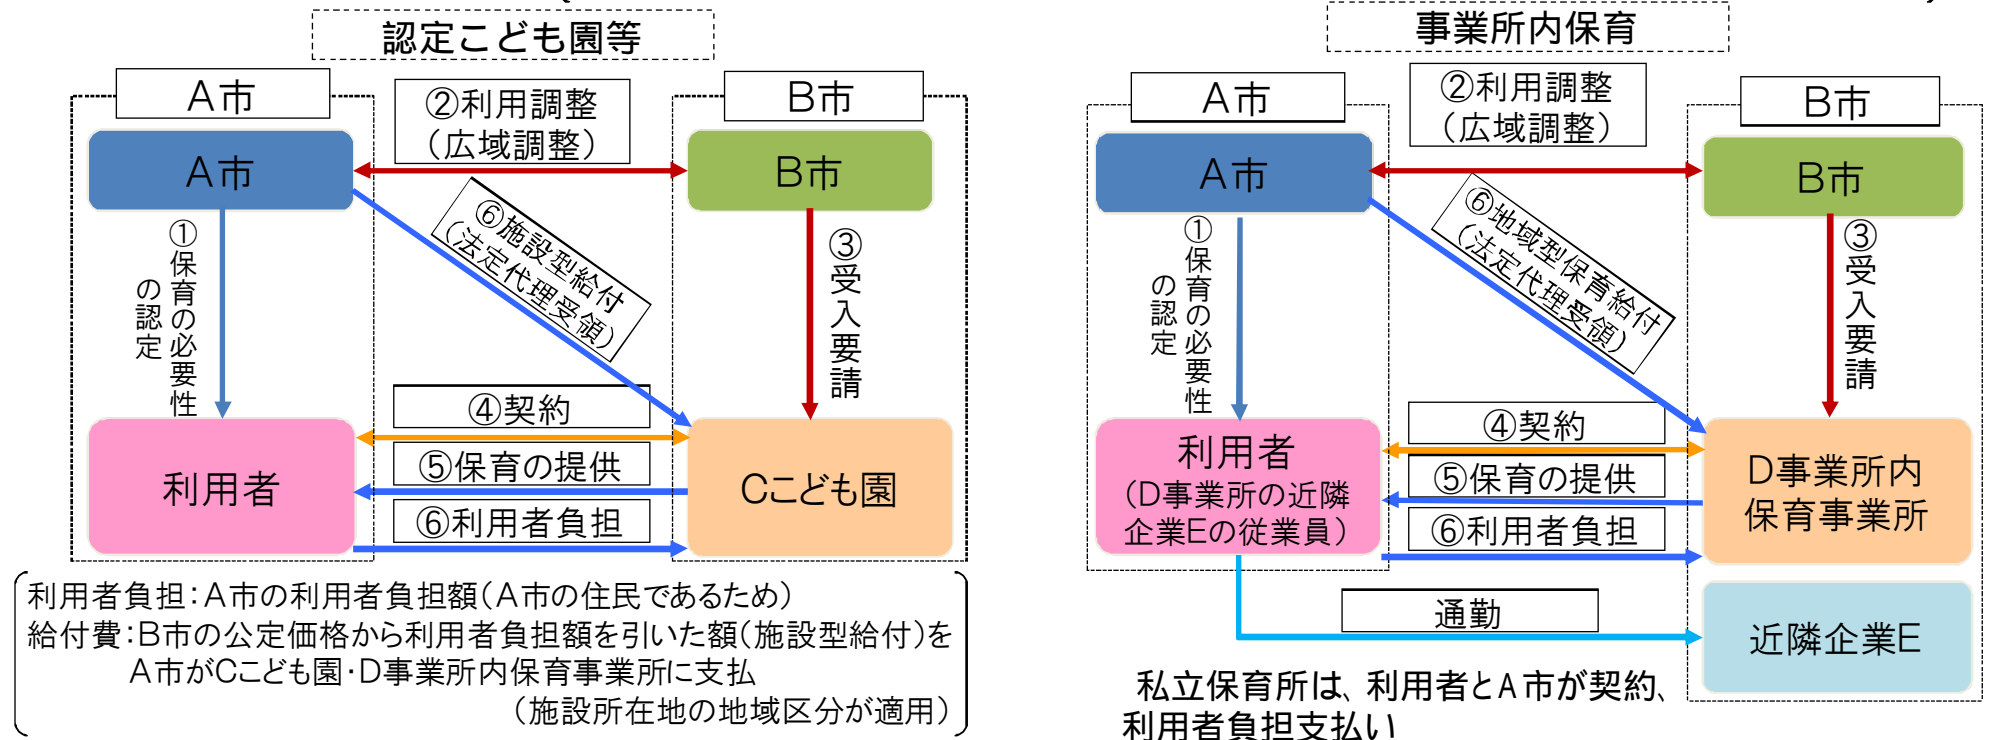 認定こども園等
A市
②利用調整
（広域調整）
B市
A市
B市
①保育の必要性
の認定
⑥施設型給付
（法定代理受領）
③受入要請
④契約
⑤保育の提供
⑥利用者負担
利用者
Cこども園
利用者負担：A市の利用者負担額（A市の住民であるため）
給付費：B市の公定価格から利用者負担額を引いた額（施設型給付）を
A市がCこども園・D事業所内保育事業所に支払
（施設所在地の地域区分が適用）
事業所内保育
A市
②利用調整
（広域調整）
B市
A市
B市
①保育の必要性
の認定
⑥地域型保育給付
（法定代理受領）
③受入要請
④契約
⑤保育の提供
⑥利用者負担
利用者
（D事業所の近隣
企業Eの従業員）
D事業所内
保育事業所
通勤
近隣企業E
私立保育所は、利用者とA市が契約、
利用者負担支払い